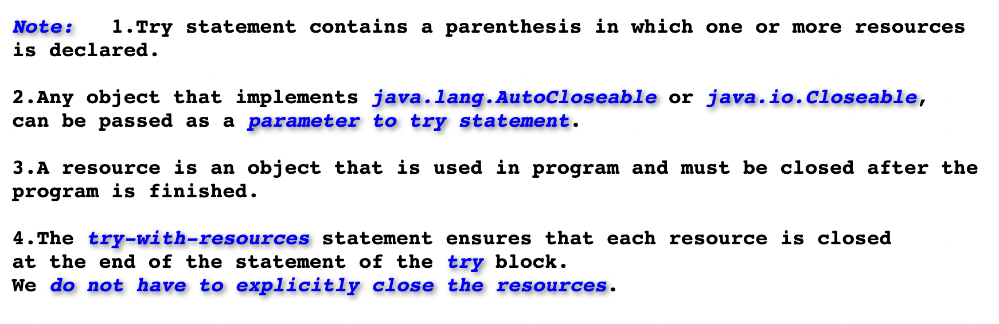 Note: 1.Try statement contains a parenthesis in which one or more resources
is declared.
2.Any object that implements java.lang.AutoCloseable or java.io.Closeable,
can be passed as a parameter to try statement.
3.A resource is an object that is used in program and must be closed after the
program is finished.
4.The try-with-resources statement ensures that each resource is closed
at the end of the statement of the try block.
We do not have to explicitly close the resources.